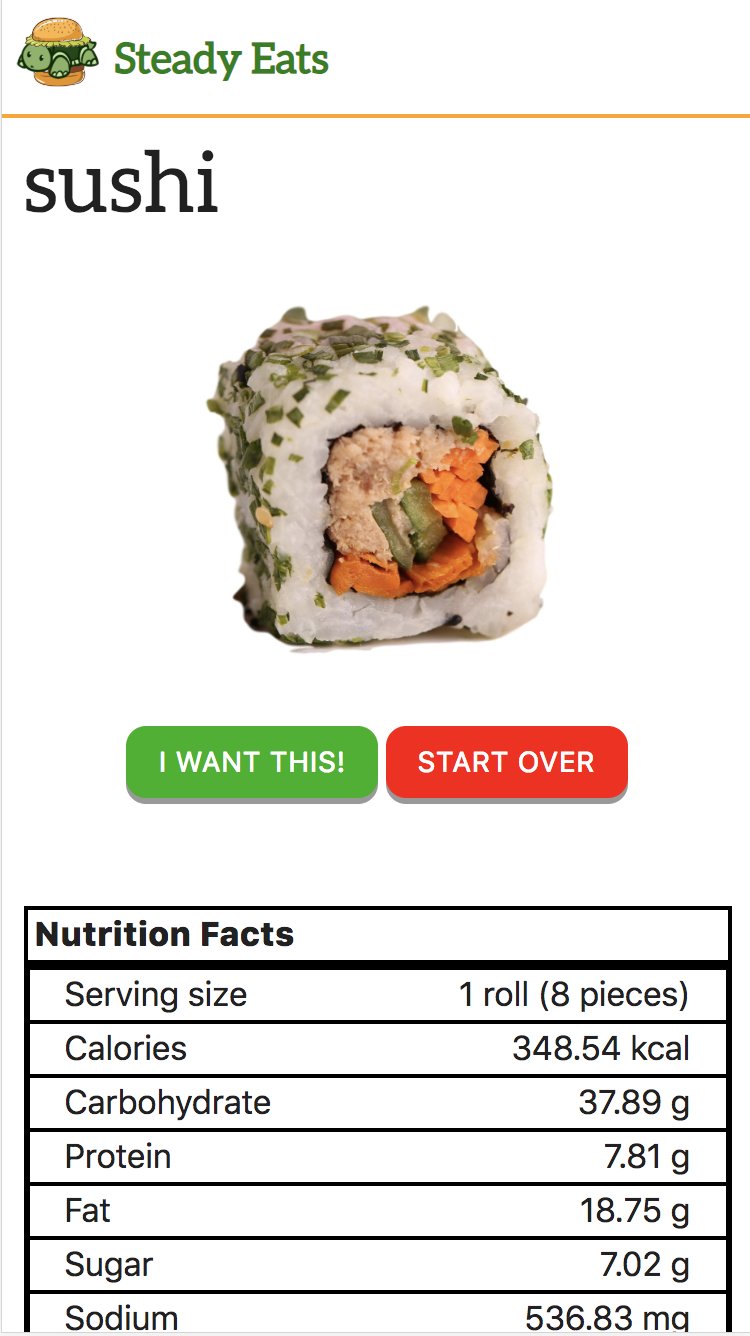 Steady Eats
sushi
I WANT THIS!
START OVER
Nutrition Facts
Serving size 1 roll (8 pieces)
Calories 348.54 kcal
Carbohydrate 37.89 g
Protein 7.81 g
Fat 18.75 g
Sugar 7.02 g
Sodium 536.83 mg